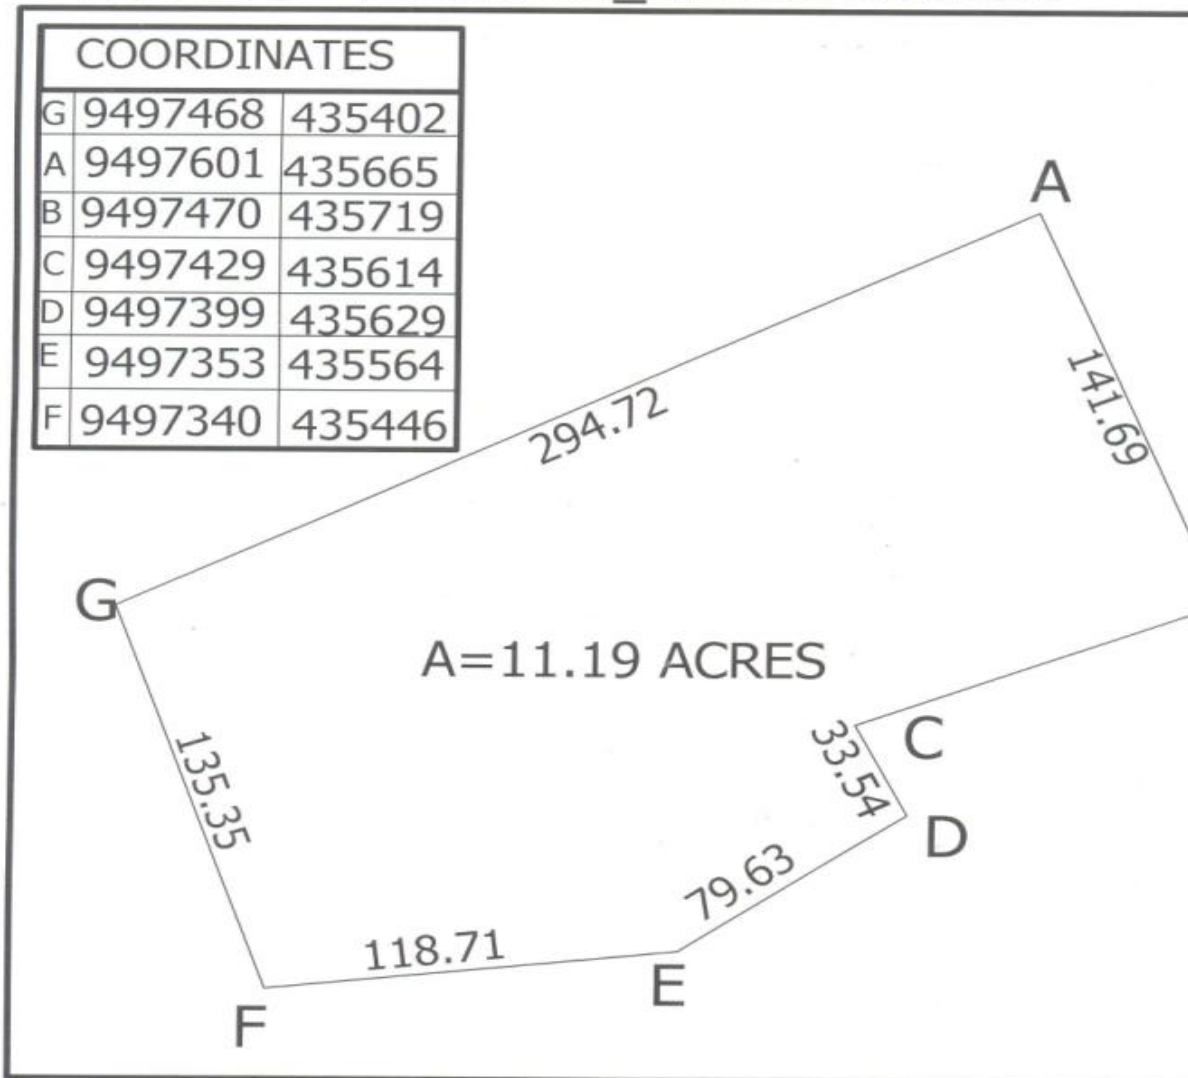 COORDINATES
G 9497468 435402
A 9497601 435665
B 9497470 435719
C 9497429 435614
D 9497399 435629
E 9497353 435564
F 9497340 435446
A
141.69
294.72
G
A=11.19 ACRES
C
33.54
D
135.35
79.63
118.71
E
F